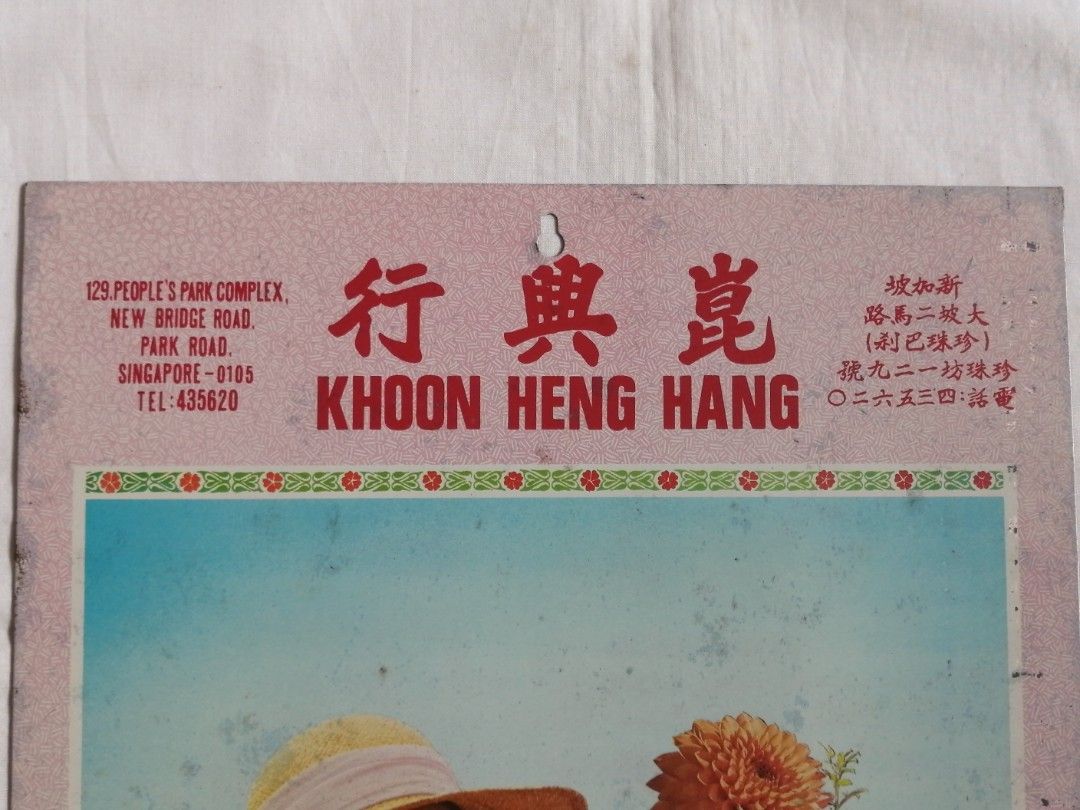 129,PEOPLE'S PARK COMPLEX,
NEW BRIDGE ROAD,
PARK ROAD,
SINGAPORE-0105
TEL:435620
崑興行
KHOON HENG HANG
新加坡
大坡二馬路
(珍珠巴刹)
珍珠坊一二九號
電話:四三五六二〇